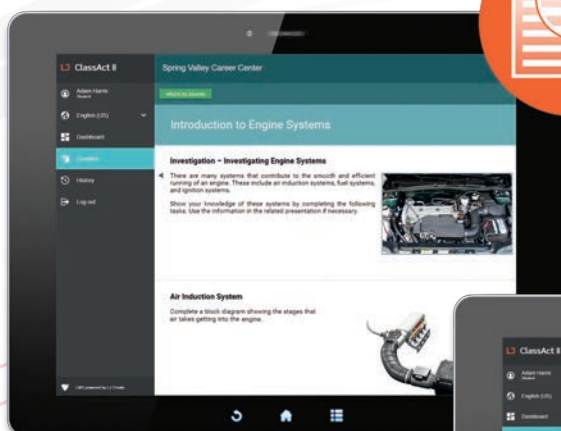 ClassAct II
Spring Valley Career Center
Adam Harris
Student
English (US)
Dashboard
History
Log out
Introduction to Engine Systems
Investigation – Investigating Engine Systems
There are many systems that contribute to the smooth and efficient
running of an engine. These include air induction systems, fuel systems,
and ignition systems.
Show your knowledge of these systems by completing the following
tasks. Use the information in the related presentation if necessary.
Air Induction System
Complete a block diagram showing the stages that
air takes getting into the engine.
ClassAct II
Adam Harris
Student
English (US)
Dashboard